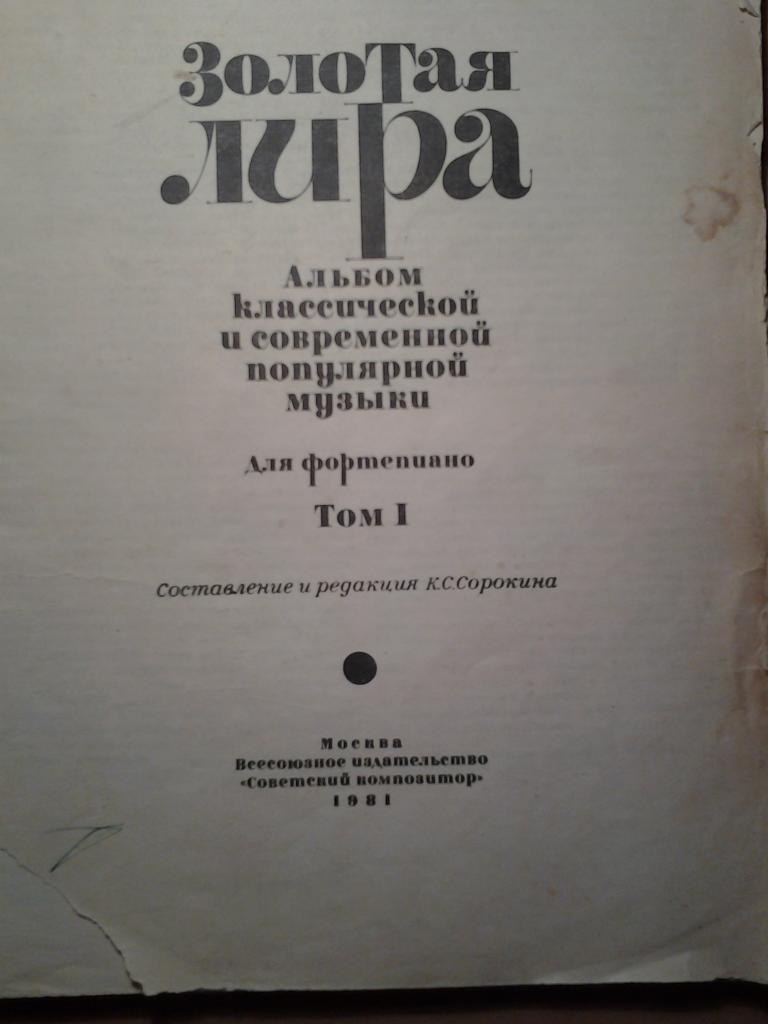 Золотая
лира
Альбом
классической
и современной
популярной
музыки
Для фортепиано
Том I
Составление и редакция К.С.Сорокина
Москва
Всесоюзное издательство
«Советский композитор»
1981